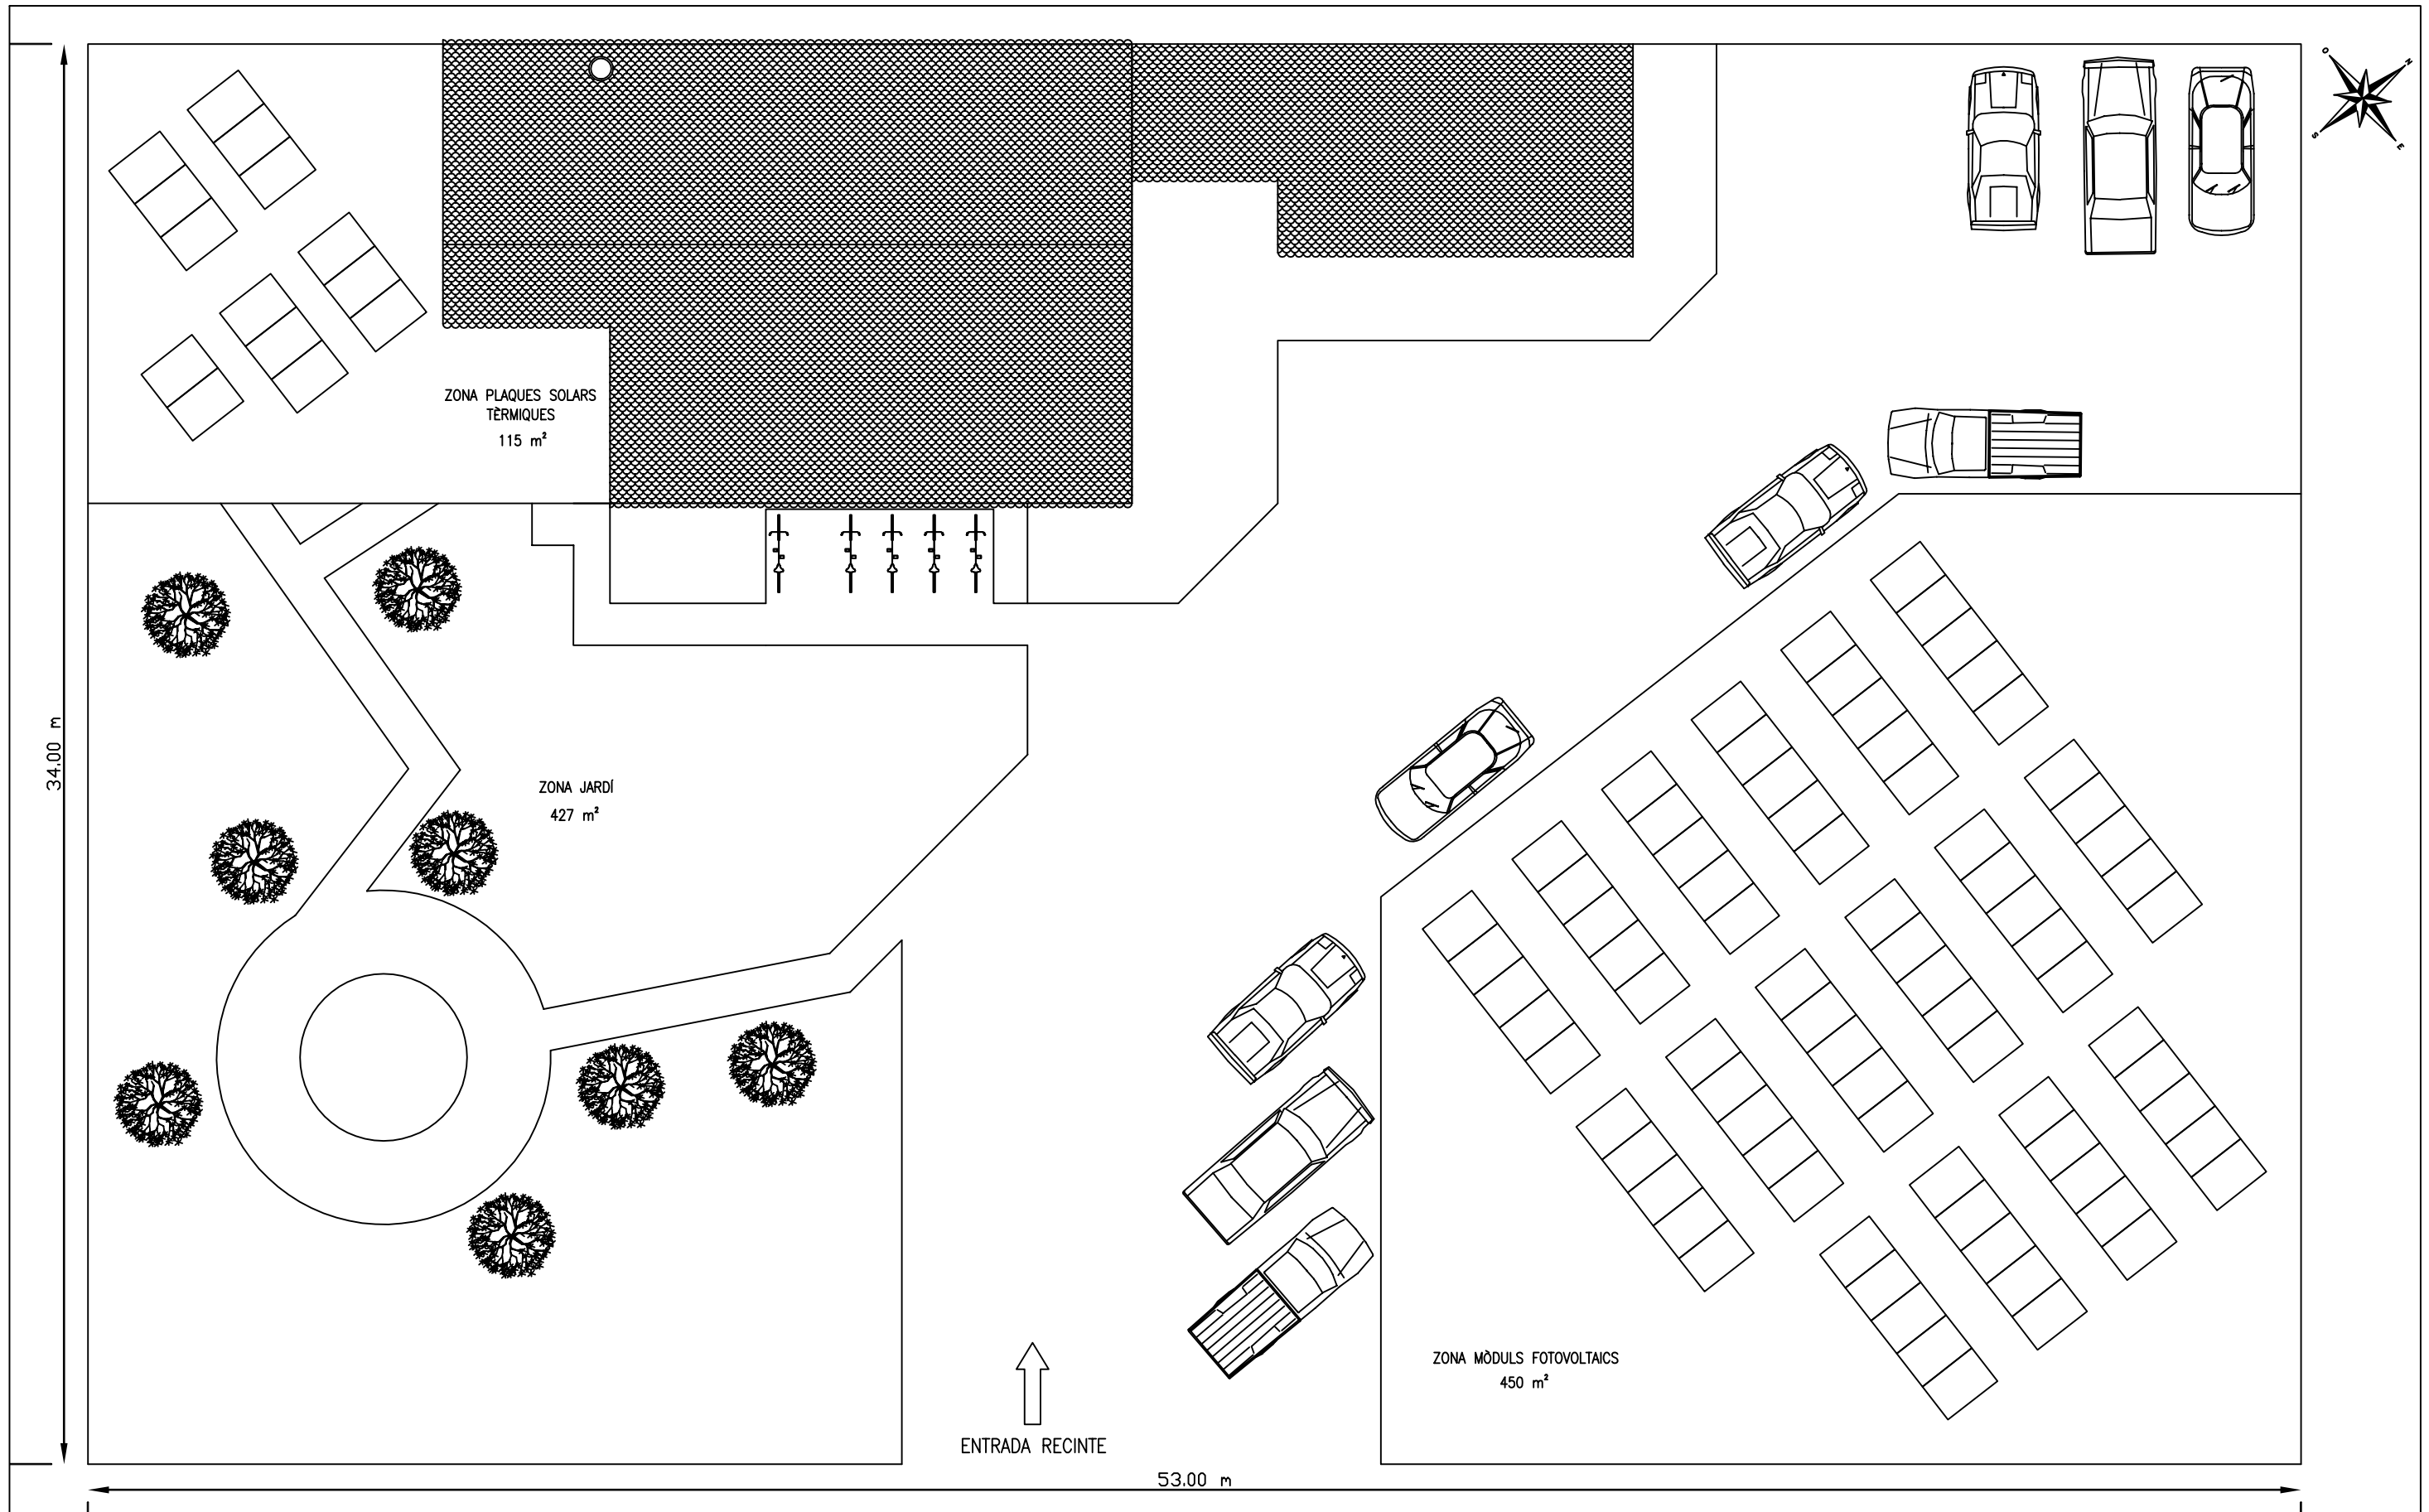 O
N
S
E
ZONA PLAQUES SOLARS
TÈRMIQUES
115 m²
34.00 m
ZONA JARDÍ
427 m²
ZONA MÒDULS FOTOVOLTAICS
450 m²
ENTRADA RECINTE
53.00 m